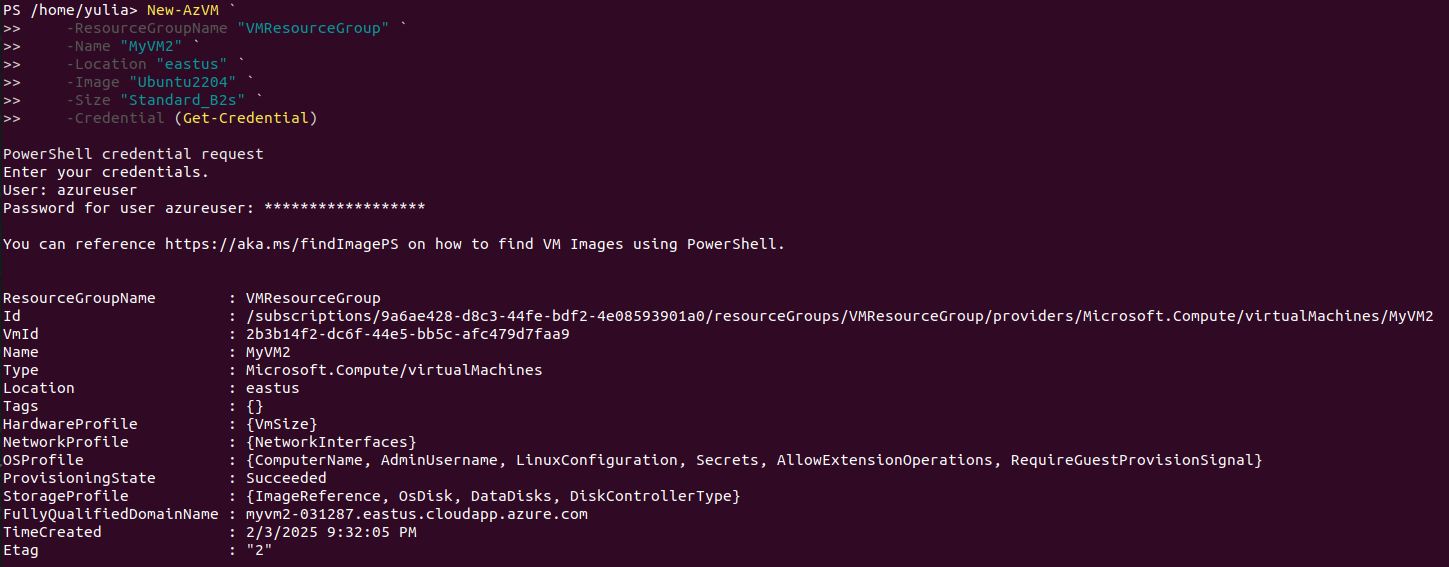 PS /home/yulia> New-AzVM `
>>     -ResourceGroupName "VMResourceGroup" `
>>     -Name "MyVM2" `
>>     -Location "eastus" `
>>     -Image "Ubuntu2204" `
>>     -Size "Standard_B2s" `
>>     -Credential (Get-Credential)
PowerShell credential request
Enter your credentials.
User: azureuser
Password for user azureuser: ******************
You can reference https://aka.ms/findImagePS on how to find VM Images using PowerShell.
ResourceGroupName        : VMResourceGroup
Id                       : /subscriptions/9a6ae428-d8c3-44fe-bdf2-4e08593901a0/resourceGroups/VMResourceGroup/providers/Microsoft.Compute/virtualMachines/MyVM2
VmId                     : 2b3b14f2-dc6f-44e5-bb5c-afc479d7faa9
Name                     : MyVM2
Type                     : Microsoft.Compute/virtualMachines
Location                 : eastus
Tags                     : {}
HardwareProfile          : {VmSize}
NetworkProfile           : {NetworkInterfaces}
OSProfile                : {ComputerName, AdminUsername, LinuxConfiguration, Secrets, AllowExtensionOperations, RequireGuestProvisionSignal}
ProvisioningState        : Succeeded
StorageProfile           : {ImageReference, OsDisk, DataDisks, DiskControllerType}
FullyQualifiedDomainName : myvm2-031287.eastus.cloudapp.azure.com
TimeCreated              : 2/3/2025 9:32:05 PM
Etag                     : "2"